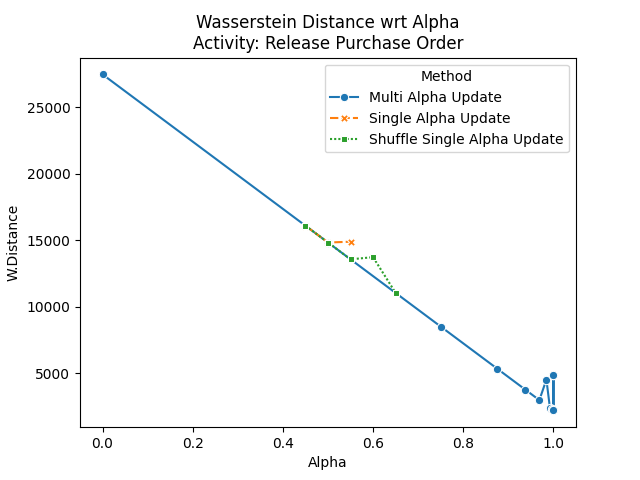 Wasserstein Distance wrt Alpha
Activity: Release Purchase Order
Method
Multi Alpha Update
Single Alpha Update
Shuffle Single Alpha Update
W.Distance
25000
20000
15000
10000
5000
0.0 0.2 0.4 0.6 0.8 1.0
Alpha